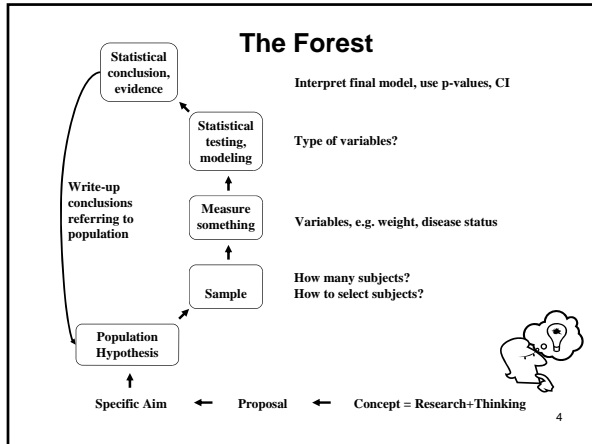 The Forest
Statistical
conclusion,
evidence
Interpret final model, use p-values, CI
Statistical
testing,
modeling
Type of variables?
Write-up
conclusions
referring to
population
Measure
something
Variables, e.g. weight, disease status
Sample
How many subjects?
How to select subjects?
Population
Hypothesis
Specific Aim
Proposal
Concept = Research+Thinking
4